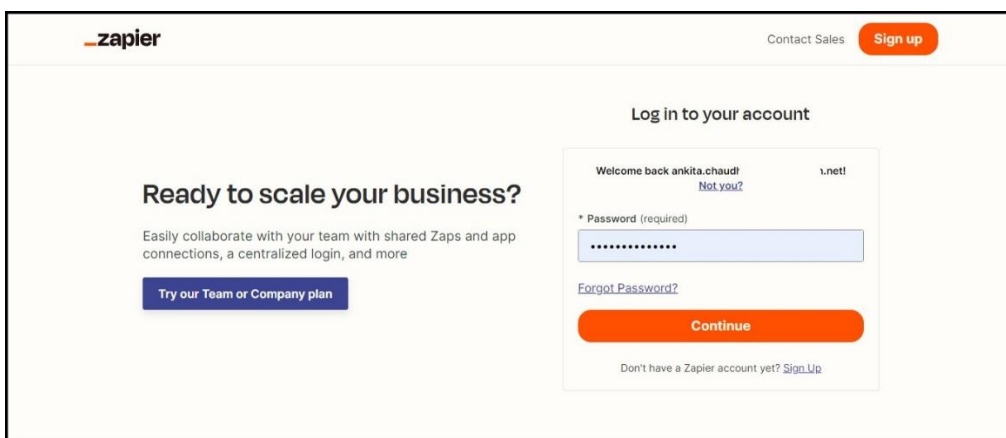 zapier
Contact Sales
Sign up
Log in to your account
Welcome back ankita.chaudh .net!
Not you?
Ready to scale your business?
Easily collaborate with your team with shared Zaps and app
connections, a centralized login, and more
Try our Team or Company plan
* Password (required)
••••••••••••••
Forgot Password?
Continue
Don't have a Zapier account yet? Sign Up